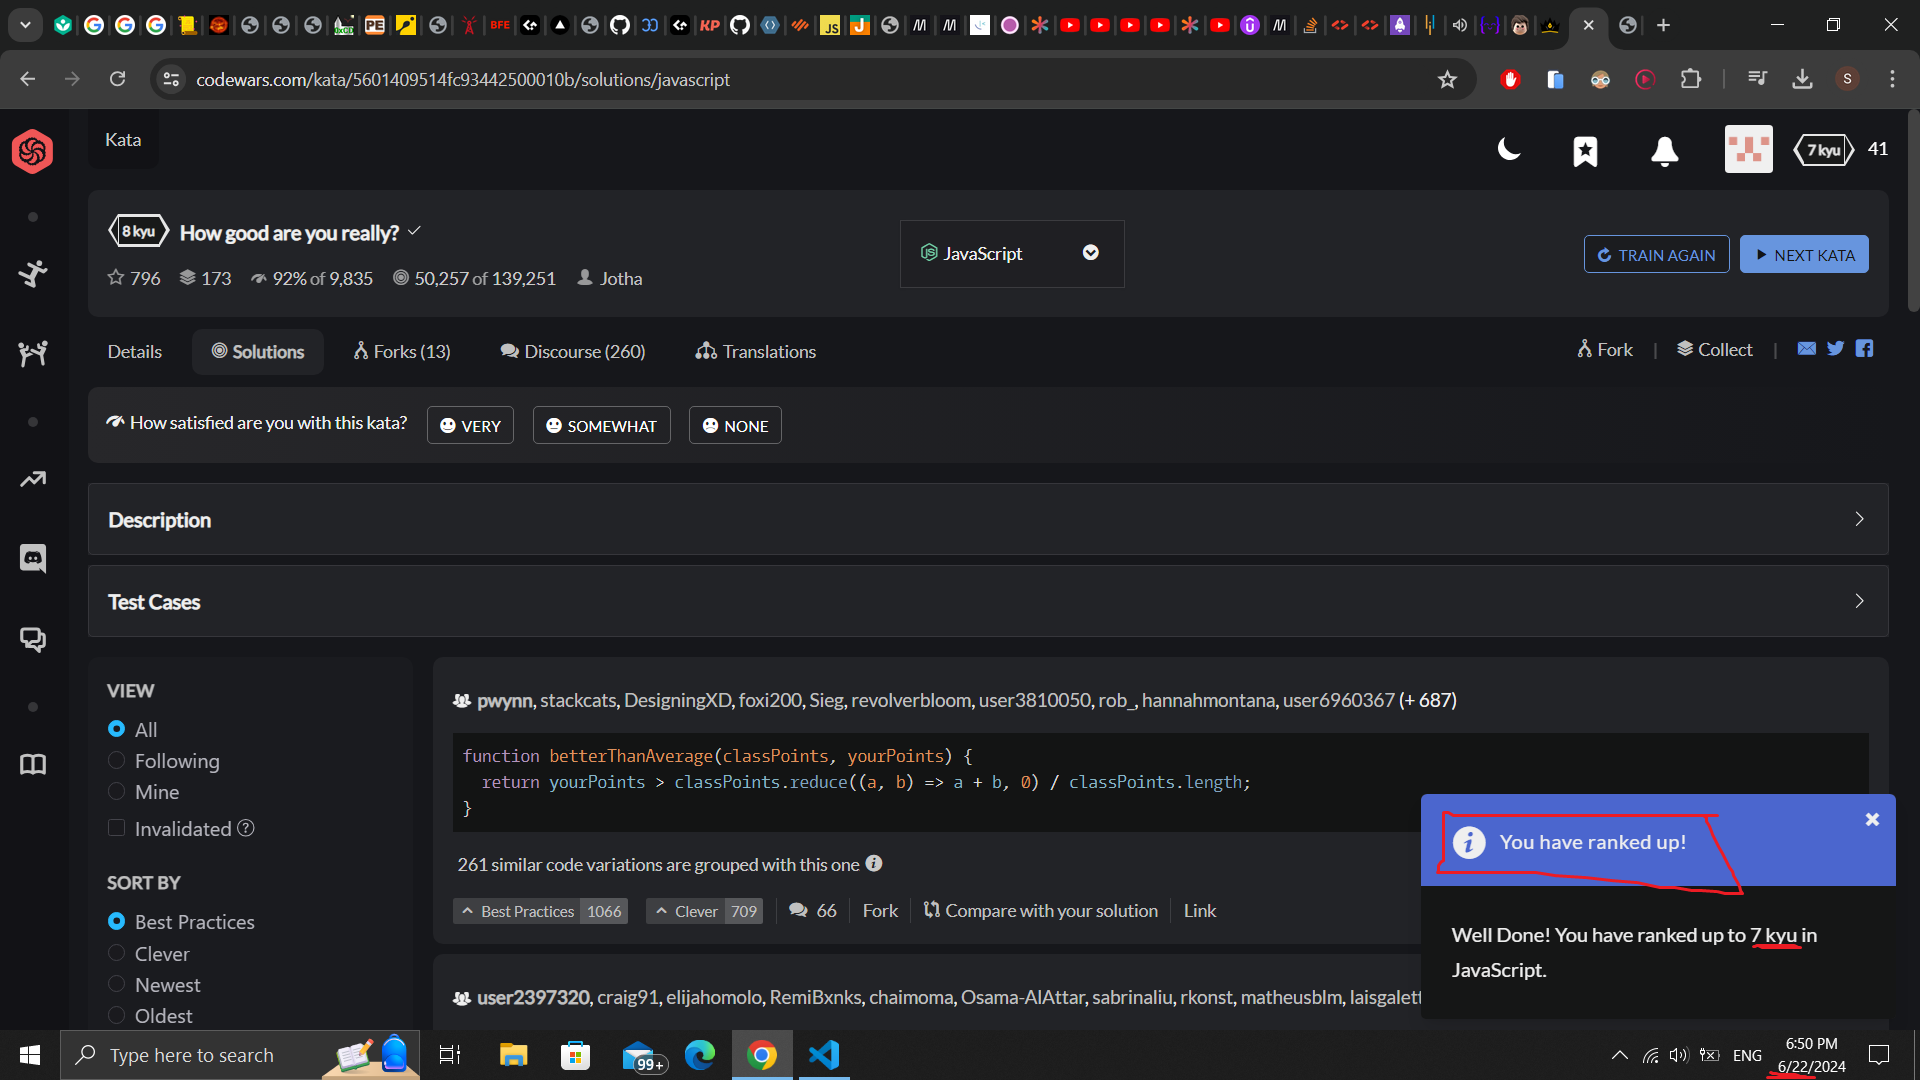 PE
BFE
KP
JS
codewars.com/kata/5601409514fc93442500010b/solutions/javascript
S
Kata
7 kyu 41
8 kyu How good are you really?
JavaScript
TRAIN AGAIN
NEXT KATA
796 173 92% of 9,835 50,257 of 139,251 Jotha
Details Solutions Forks (13) Discourse (260) Translations
Fork | Collect |
How satisfied are you with this kata? VERY SOMEWHAT NONE
Description
Test Cases
VIEW
All
Following
Mine
Invalidated
SORT BY
Best Practices
Clever
Newest
Oldest
pwynn, stackcats, DesigningXD, foxi200, Sieg, revolverbloom, user3810050, rob_, hannahmontana, user6960367 (+ 687)
function betterThanAverage(classPoints, yourPoints) {
return yourPoints > classPoints.reduce((a, b) => a + b, 0) / classPoints.length;
}
261 similar code variations are grouped with this one
Best Practices 1066 Clever 709 66 Fork Compare with your solution Link
user2397320, craig91, elijahomolo, RemiBxnks, chaimoma, Osama-AlAttar, sabrinaliu, rkonst, matheusblm,
You have ranked up!
Well Done! You have ranked up to 7 kyu in
JavaScript.
Type here to search
99+
ENG
6:50 PM
6/22/2024